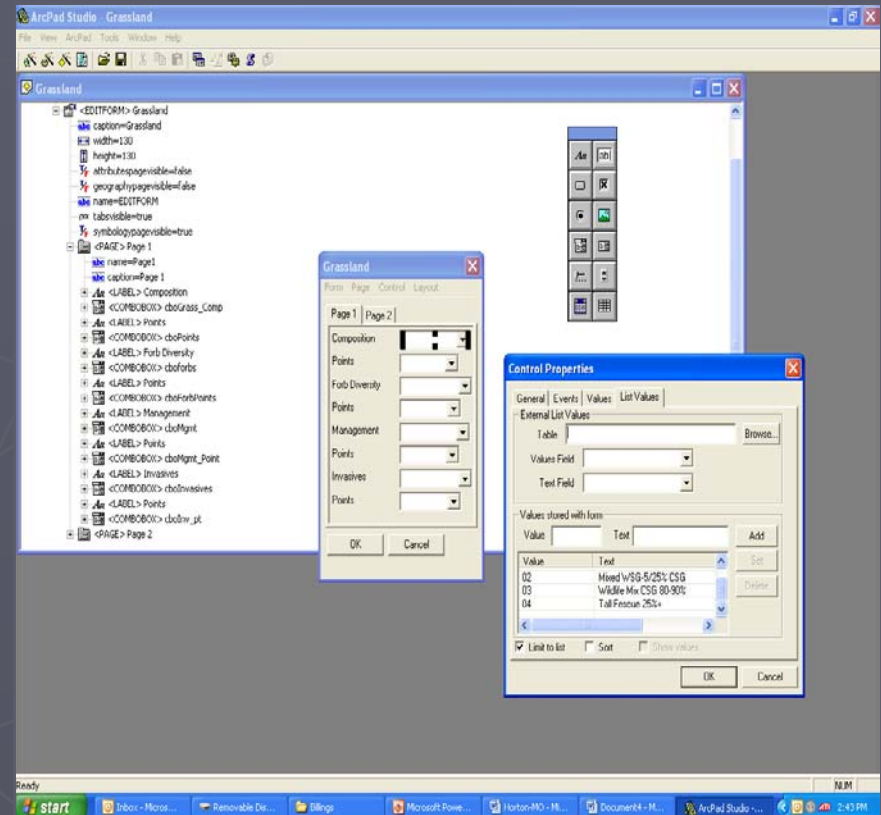 ArcPad Studio - Grassland
File View ArcPad Tools Window Help
Grassland
<EDITFORM> Grassland
caption=Grassland
width=130
height=130
attributespagevisible=false
geographypagevisible=false
name=EDITFORM
tabsvisible=true
symbologypagevisible=true
<PAGE> Page 1
name=Page1
caption=Page 1
<LABEL> Composition
<COMBOBOX> cboGrass_Comp
<LABEL> Points
<COMBOBOX> cboPoints
<LABEL> Forb Diversity
<COMBOBOX> cboforbs
<LABEL> Points
<COMBOBOX> cboForbPoints
<LABEL> Management
<COMBOBOX> cboMgmt
<LABEL> Points
<COMBOBOX> cboMgmt_Point
<LABEL> Invasives
<COMBOBOX> cboInvasives
<LABEL> Points
<COMBOBOX> cboInv_pt
<PAGE> Page 2
Grassland
Form Page Control Layout
Page 1 Page 2
Composition
Points
Forb Diversity
Points
Management
Points
Invasives
Points
OK Cancel
Control Properties
General Events Values List Values
External List Values
Table Browse...
Values Field
Text Field
Values stored with form
Value Text Add
Value Text Set
02 Mixed WSG-5/25% CSG
Delete
03 Wildlife Mix CSG 80-90%
04 Tall Fescue 25%+
Limit to list Sort Show values
OK Cancel
Ready NUM
start Inbox - Micros... Removable Dis... Billings Microsoft Powe... Horton-MO - Mi... Document4 - M... ArcPad Studio -... 2:43 PM